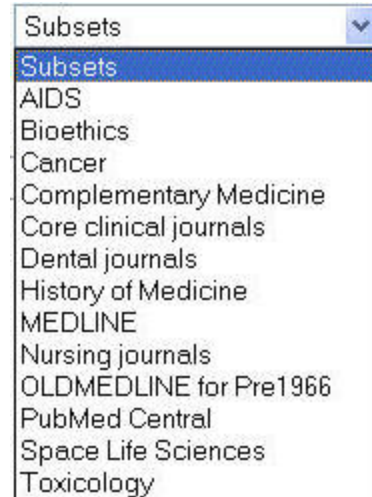 Subsets
Subsets
AIDS
Bioethics
Cancer
Complementary Medicine
Core clinical journals
Dental journals
History of Medicine
MEDLINE
Nursing journals
OLDMEDLINE for Pre1966
PubMed Central
Space Life Sciences
Toxicology